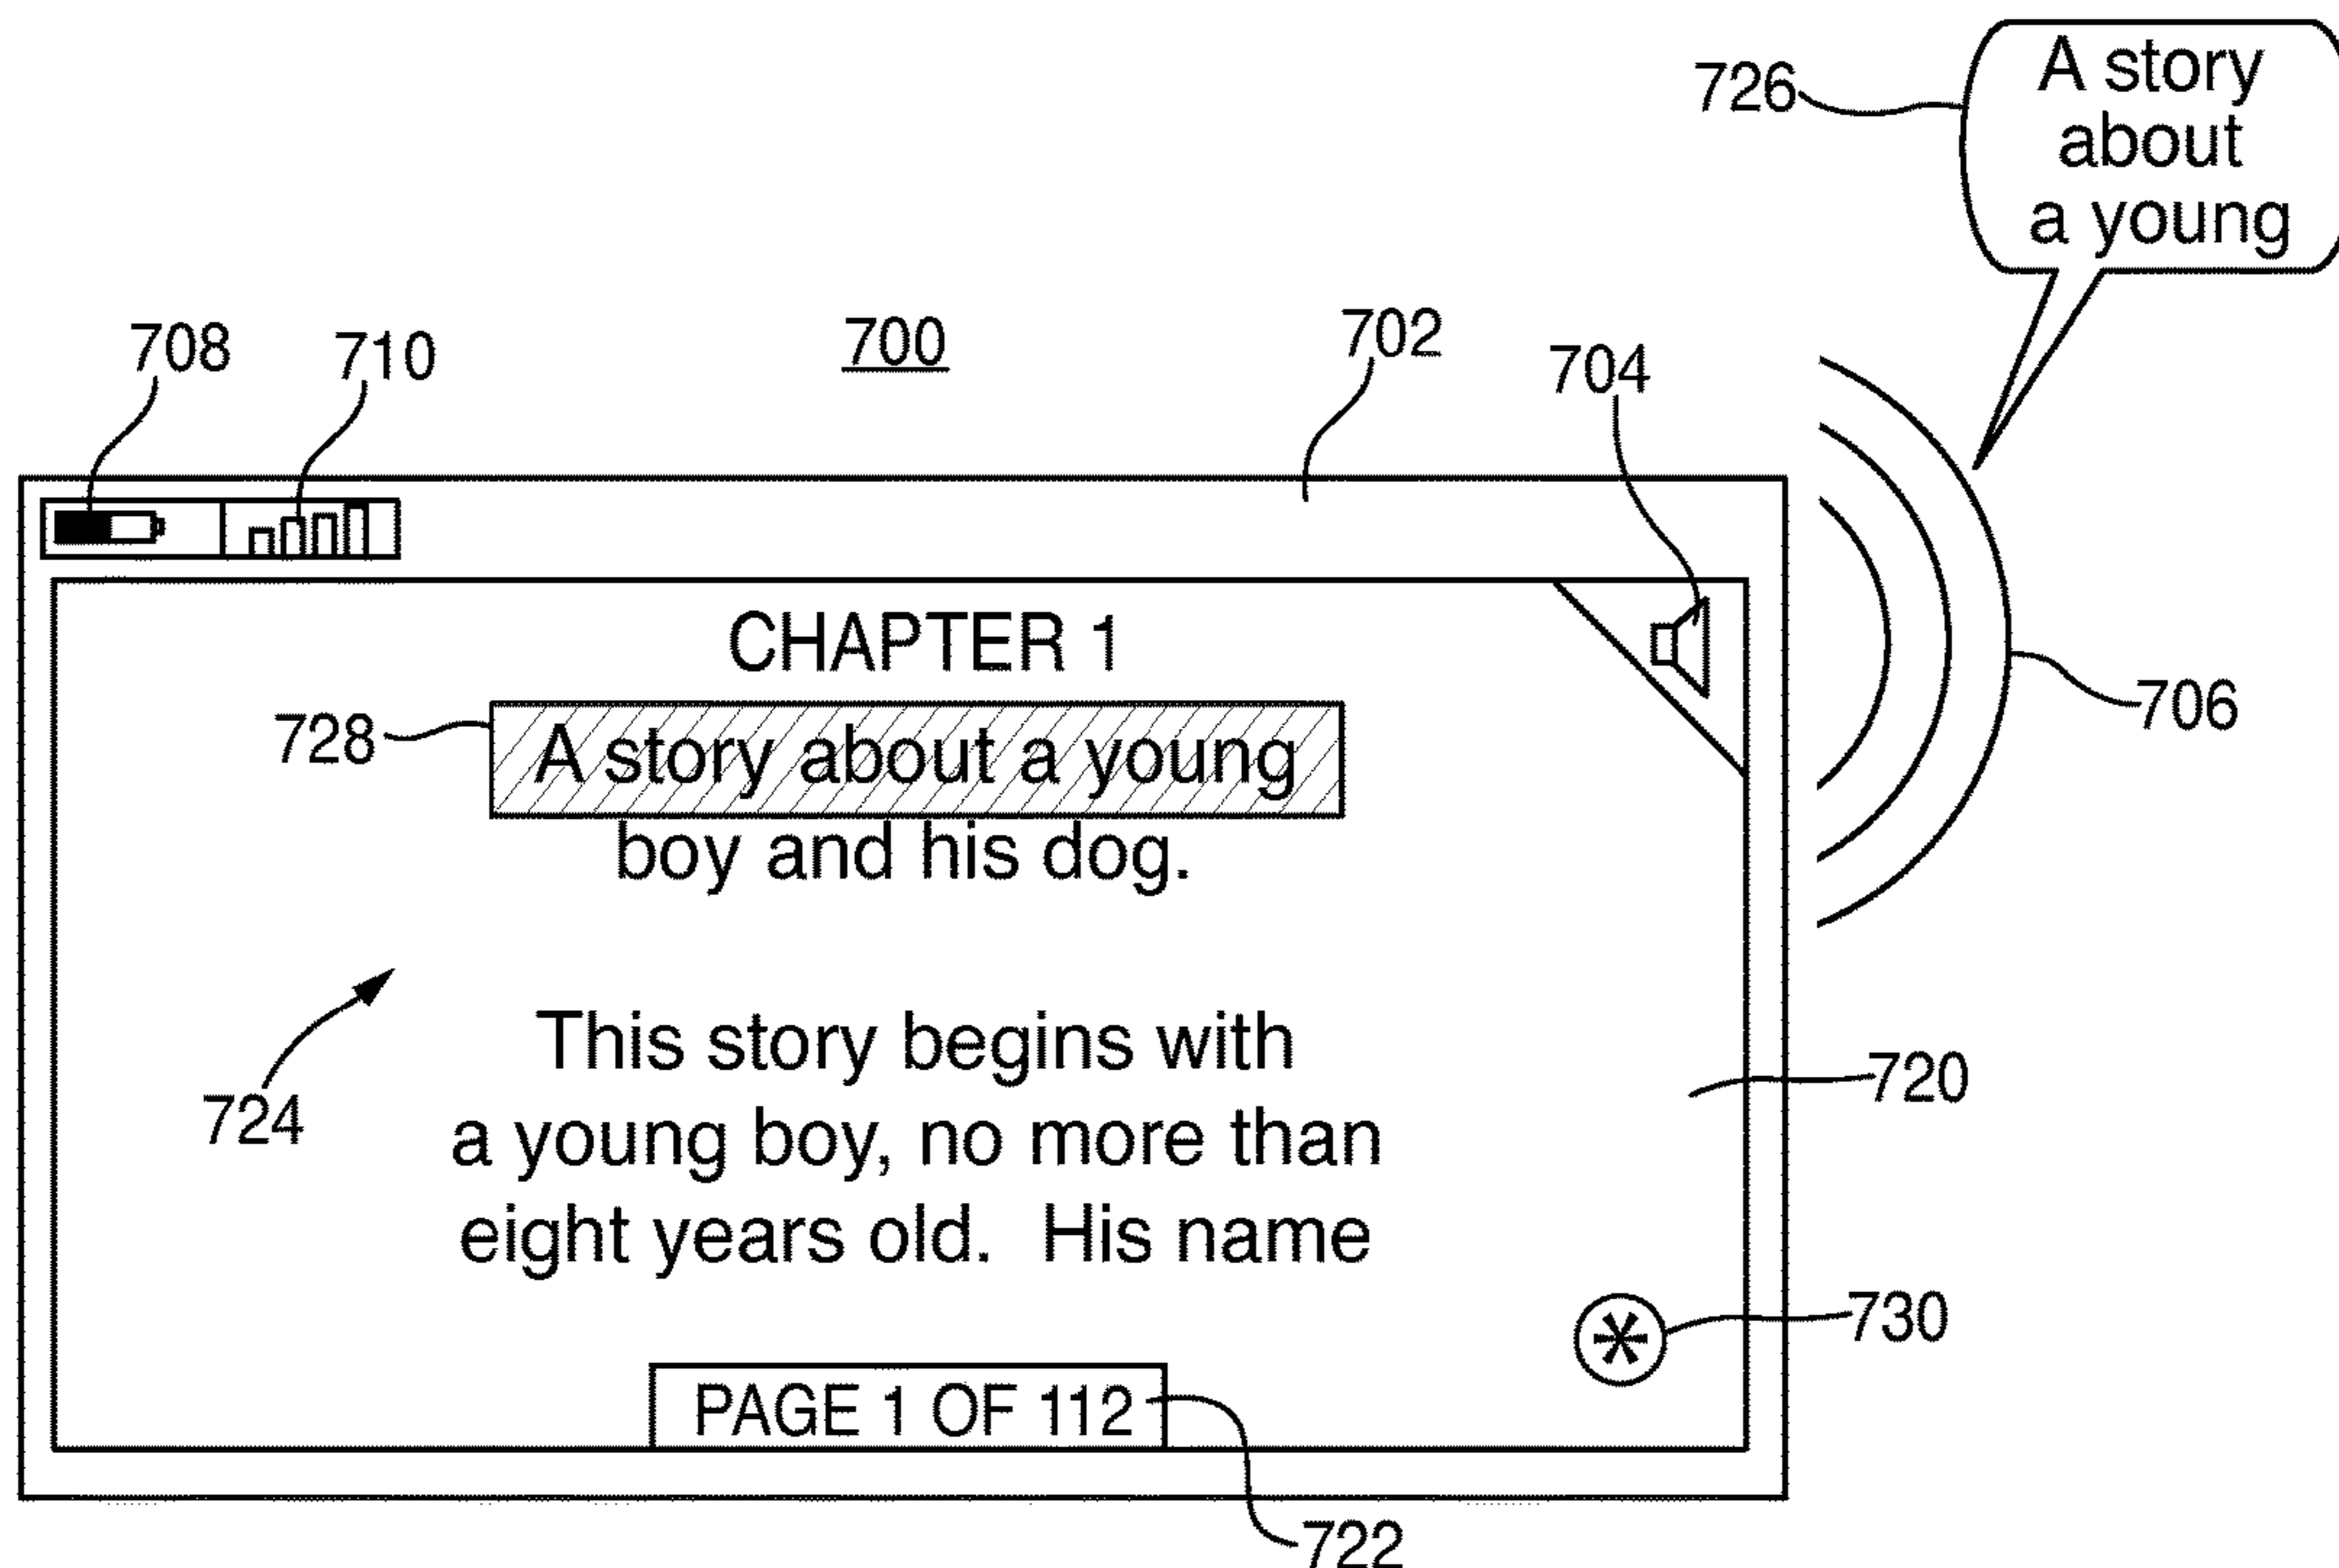 726
A story
about
a young
708
710
700
702
704
CHAPTER 1
706
728
A story about a young
boy and his dog.
This story begins with
720
724
a young boy, no more than
eight years old. His name
730
*
PAGE 1 OF 112
722